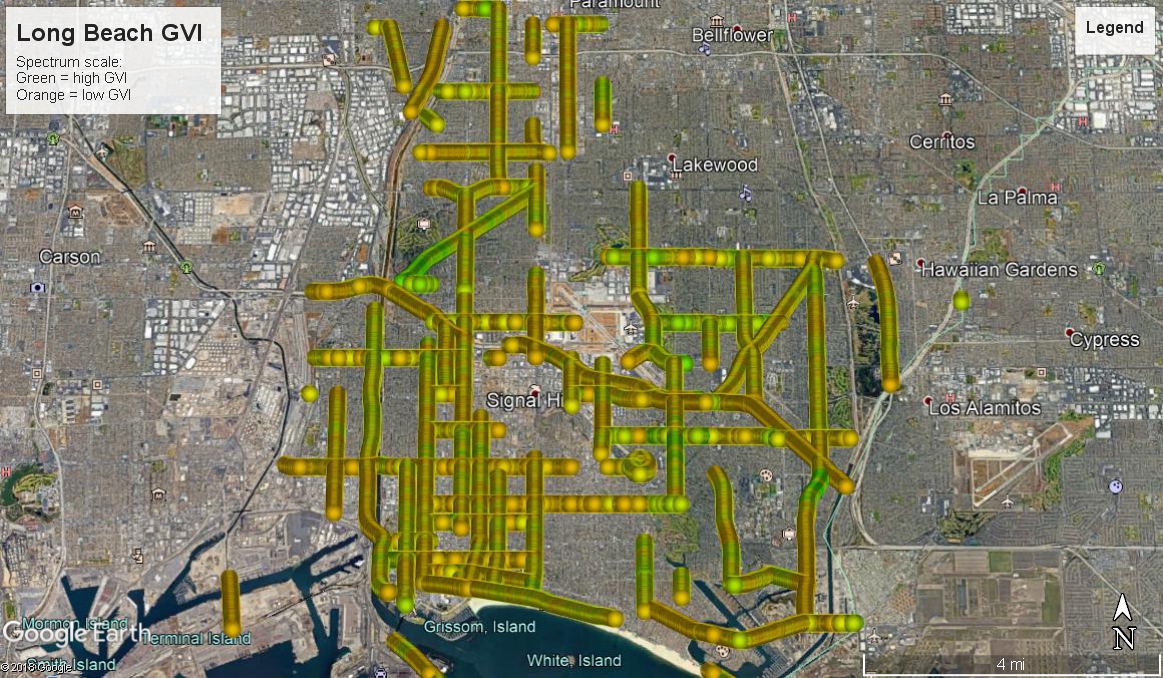 Long Beach GVI
Spectrum scale:
Green = high GVI
Orange = low GVI
Legend
Paramount
Bellflower
Cerritos
Lakewood
La Palma
Carson
Hawaiian Gardens
Cypress
Signal Hi
Los Alamitos
Mormon Island
Google Earth
Terminal Island
Grissom, Island
© 2018 Google
Smith Island
White Island
N
4 mi